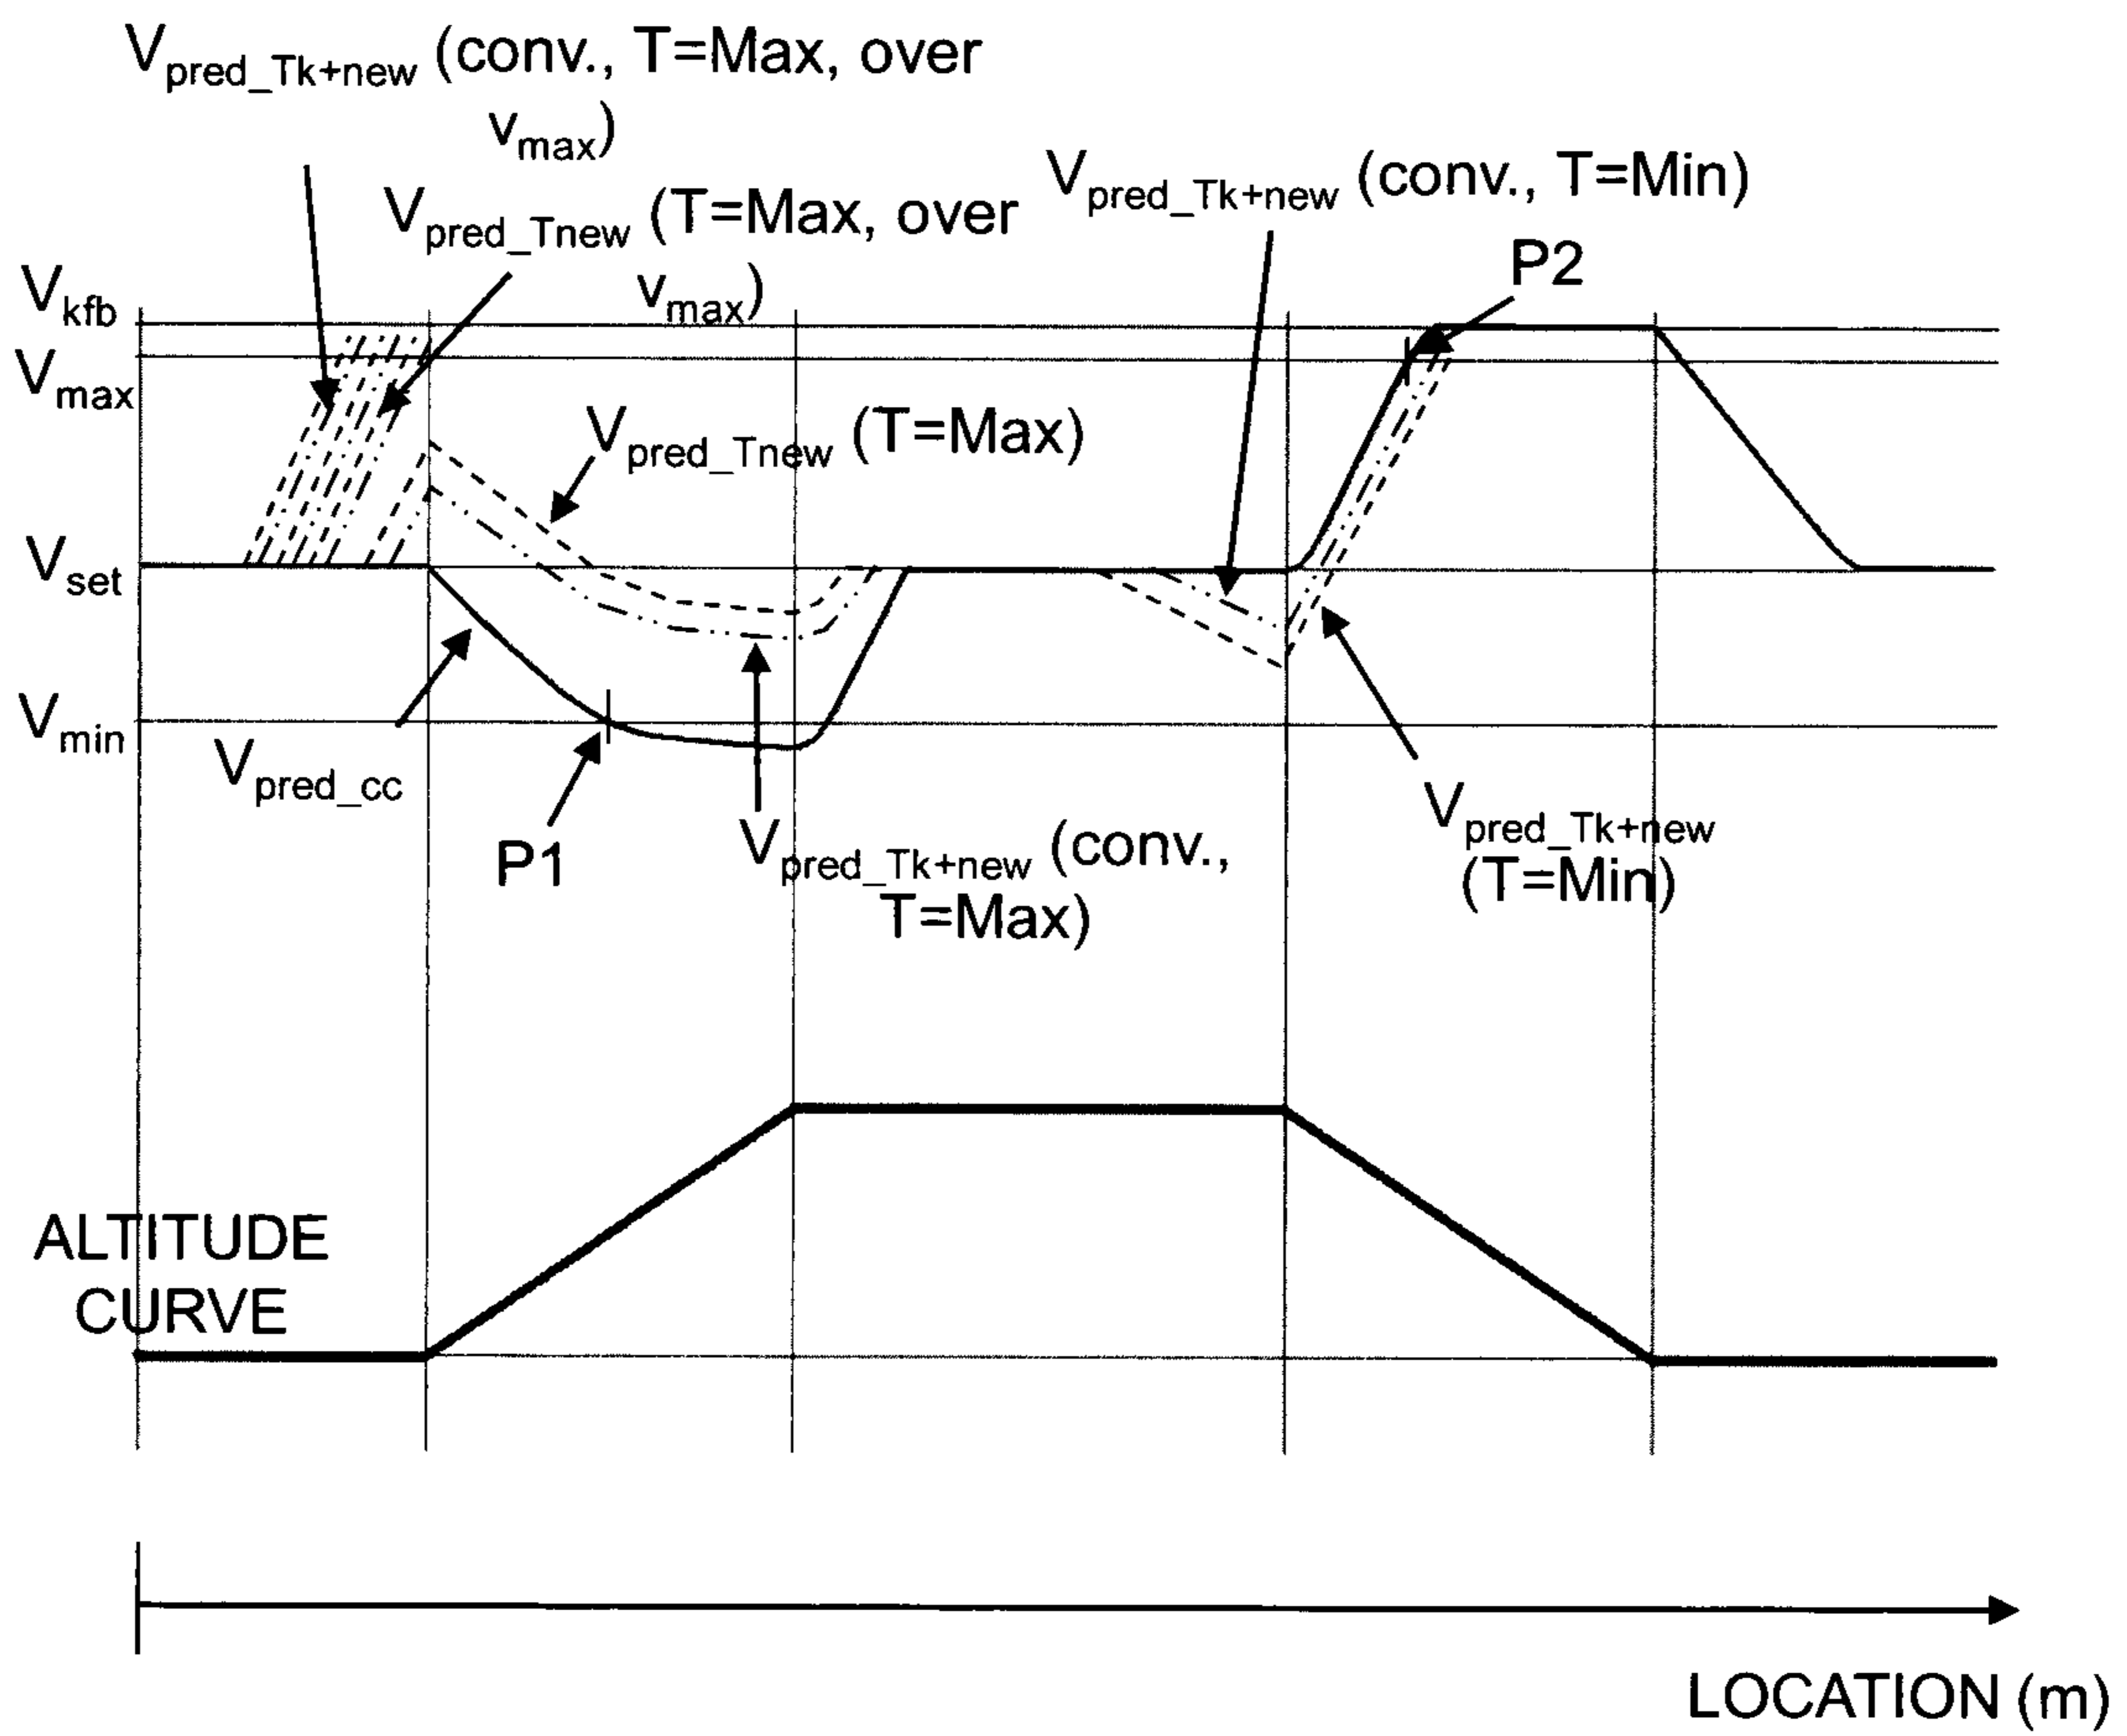 Vpred_Tk+new (conv., T=Max, over
vmax)
Vpred_Tnew (T=Max, over
vmax)
Vpred_Tk+new (conv., T=Min)
P2
Vkfb
Vmax
Vpred_Tnew (T=Max)
Vset
Vmin
Vpred_cc
P1
Vpred_Tk+new (conv.,
T=Max)
Vpred_Tk+new
(T=Min)
ALTITUDE
CURVE
LOCATION (m)